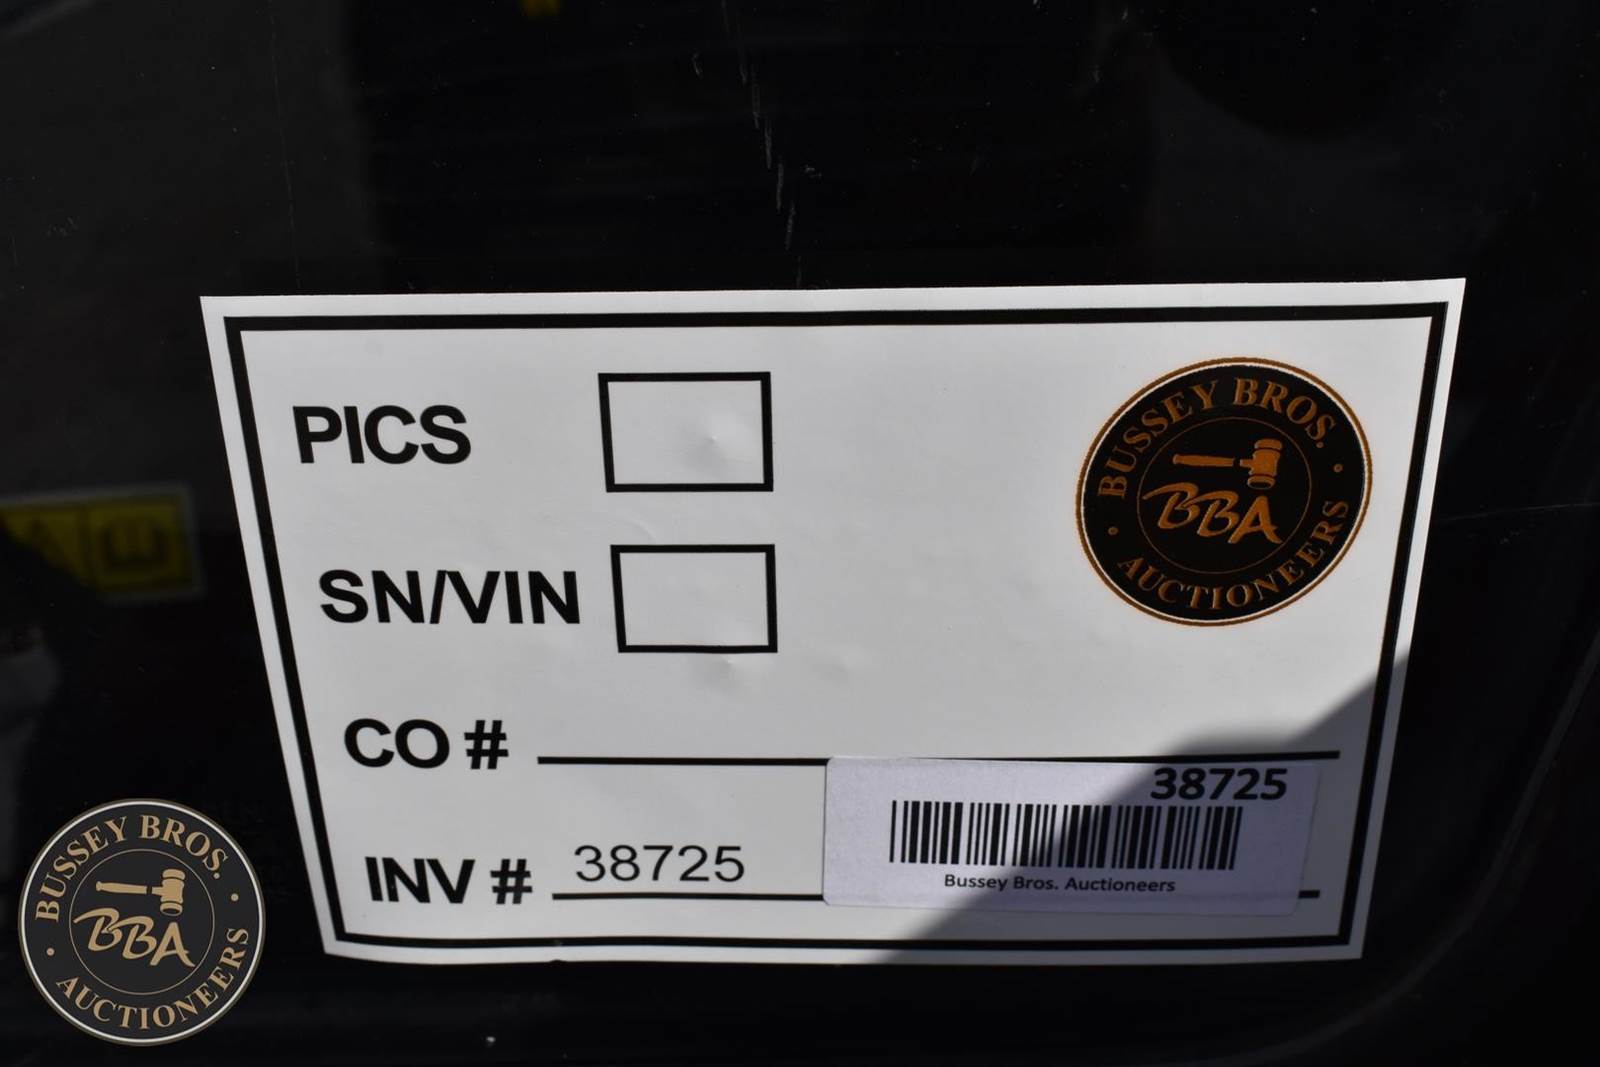 PICS
BUSSEY BROS.
BBA
AUCTIONEERS
SN/VIN
CO #
38725
INV # 38725
Bussey Bros. Auctioneers
BUSSEY BROS.
BBA
AUCTIONEERS